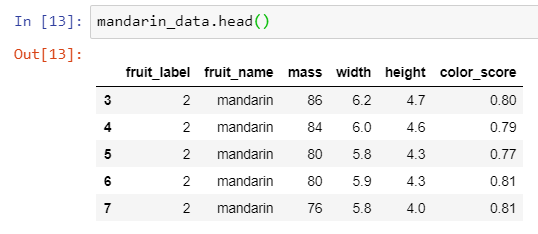 In [13]: mandarin_data.head()
Out[13]:
fruit_label fruit_name mass width height color_score
3 2 mandarin 86 6.2 4.7 0.80
4 2 mandarin 84 6.0 4.6 0.79
5 2 mandarin 80 5.8 4.3 0.77
6 2 mandarin 80 5.9 4.3 0.81
7 2 mandarin 76 5.8 4.0 0.81